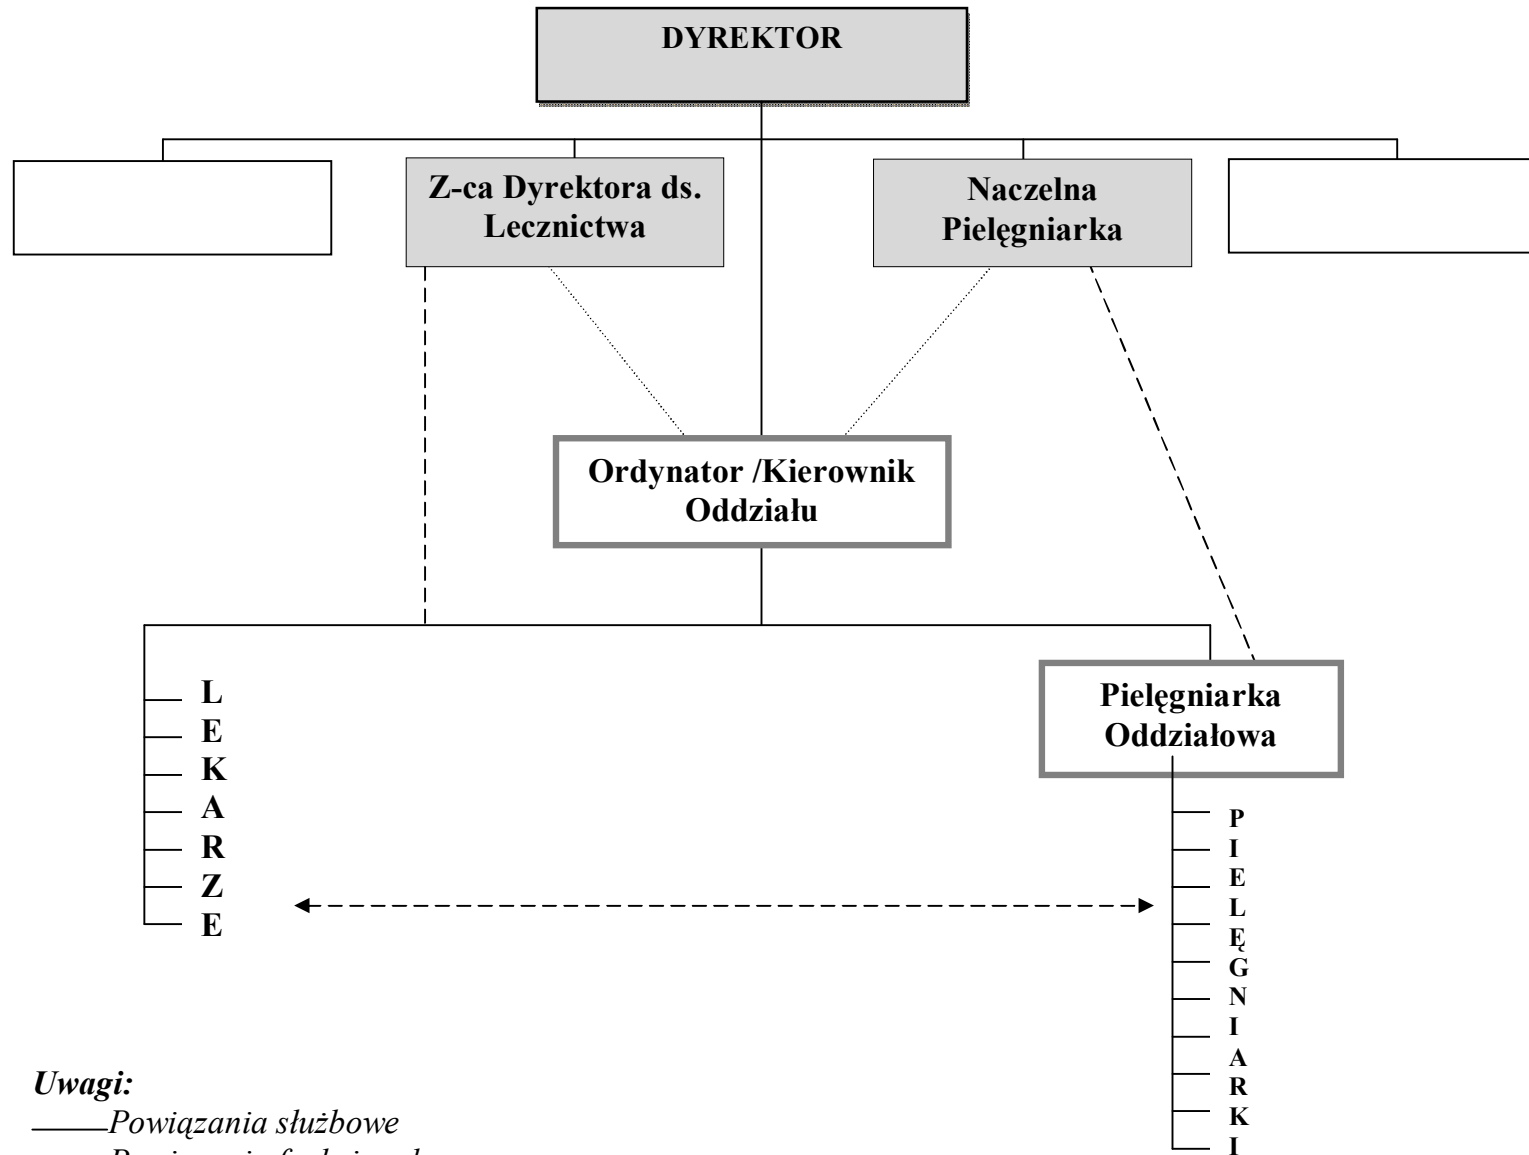 DYREKTOR
Z-ca Dyrektora ds.
Lecznictwa
Naczelna
Pielęgniarka
Ordynator /Kierownik
Oddziału
L
E
K
A
R
Z
E
Pielęgniarka
Oddziałowa
P
I
E
L
Ę
G
N
I
A
R
K
I
Uwagi:
Powiązania służbowe